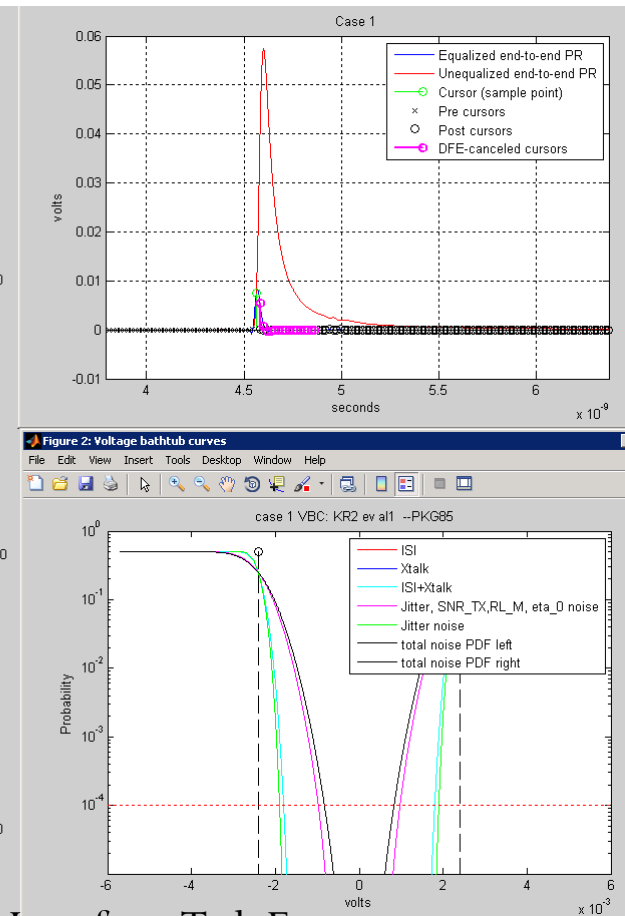 Case 1
0.06
0.05
0.04
0.03
0.02
0.01
0
-0.01
volts
Equalized end-to-end PR
Unequalized end-to-end PR
Cursor (sample point)
Pre cursors
Post cursors
DFE-canceled cursors
4
4.5
5
5.5
6
seconds
x 10^-9
Figure 2: Voltage bathtub curves
File Edit View Insert Tools Desktop Window Help
case 1 VBC: KR2 ev al1 --PKG85
10^0
10^-1
10^-2
10^-3
10^-4
Probability
ISI
Xtalk
ISI+Xtalk
Jitter, SNR_TX,RL_M, eta_0 noise
Jitter noise
total noise PDF left
total noise PDF right
-6
-4
-2
0
2
4
6
volts
x 10^-3